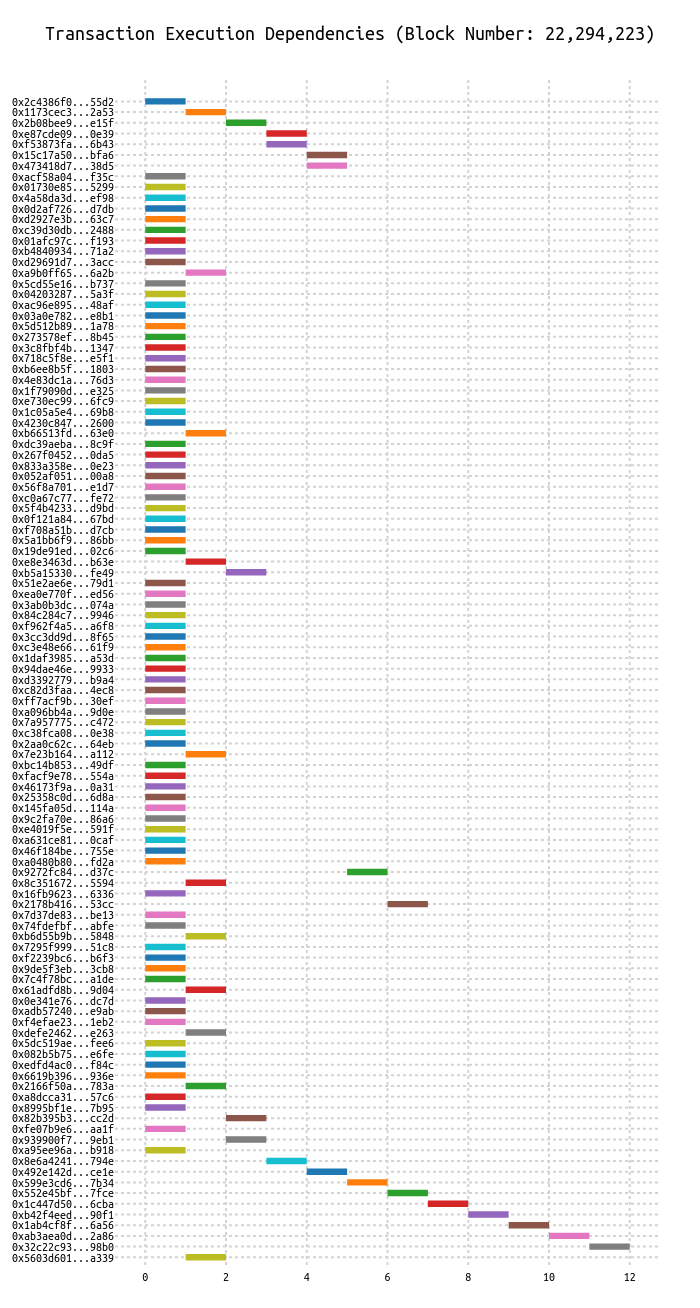 Transaction Execution Dependencies (Block Number: 22,294,223)
0x2c4386f0...55d2
0x1173cec3...2a53
0x2b08bee9...e15f
0xe87cde09...0e39
0xf53873fa...6b43
0x15c17a50...bfa6
0x473418d7...38d5
0xacf58a04...f35c
0x01730e85...5299
0x4a58da3d...ef98
0x0d2af726...d7db
0xd2927e3b...63c7
0xc39d30db...2488
0x01afc97c...f193
0xb4840934...71a2
0xd29691d7...3acc
0xa9b0ff65...6a2b
0x5cd55e16...b737
0x04203287...5a3f
0xac96e895...48af
0x03a0e782...e8b1
0x5d512b89...1a78
0x273578ef...8b45
0x3c8fbf4b...1347
0x718c5f8e...e5f1
0xb6ee8b5f...1803
0x4e83dc1a...76d3
0x1f79090d...e325
0xe730ec99...6fc9
0x1c05a5e4...69b8
0x4230c847...2600
0xb66513fd...63e0
0xdc39aeba...8c9f
0x267f0452...0da5
0x833a358e...0e23
0x052af051...00a8
0x56f8a701...e1d7
0xc0a67c77...fe72
0x5f4b4233...d9bd
0x0f121a84...67bd
0xf708a51b...d7cb
0x5a1bb6f9...86bb
0x19de91ed...02c6
0xe8e3463d...b63e
0xb5a15330...fe49
0x51e2ae6e...79d1
0xea0e770f...ed56
0x3ab0b3dc...074a
0x84c284c7...9946
0xf962f4a5...a6f8
0x3cc3dd9d...8f65
0xc3e48e66...61f9
0x1daf3985...a53d
0x94dae46e...9933
0xd3392779...b9a4
0xc82d3faa...4ec8
0xff7acf9b...30ef
0xa096bb4a...9d0e
0x7a957775...c472
0xc38fca08...0e38
0x2aa0c62c...64eb
0x7e23b164...a112
0xbc14b853...49df
0xfacf9e78...554a
0x46173f9a...0a31
0x25358c0d...6d8a
0x145fa05d...114a
0x9c2fa70e...86a6
0xe4019f5e...591f
0xa631ce81...0caf
0x46f184be...755e
0xa0480b80...fd2a
0x9272fc84...d37c
0x8c351672...5594
0x16fb9623...6336
0x2178b416...53cc
0x7d37de83...be13
0x74fdefbf...abfe
0xb6d55b9b...5848
0x7295f999...51c8
0xf2239bc6...b6f3
0x9de5f3eb...3cb8
0x7c4f78bc...a1de
0x61adfd8b...9d04
0x0e341e76...dc7d
0xadb57240...e9ab
0xf4efae23...1eb2
0xdefe2462...e263
0x5dc519ae...fee6
0x082b5b75...e6fe
0xedfd4ac0...f84c
0x6619b396...936e
0x2166f50a...783a
0xa8dcca31...57c6
0x8995bf1e...7b95
0x82b395b3...cc2d
0xfe07b9e6...aa1f
0x939900f7...9eb1
0xa95ee96a...b918
0x8e6a4241...794e
0x492e142d...ce1e
0x599e3cd6...7b34
0x552e45bf...7fce
0x1c447d50...6cba
0xb42f4eed...90f1
0x1ab4cf8f...6a56
0xab3aea0d...2a86
0x32c22c93...98b0
0x5603d601...a339
0 2 4 6 8 10 12